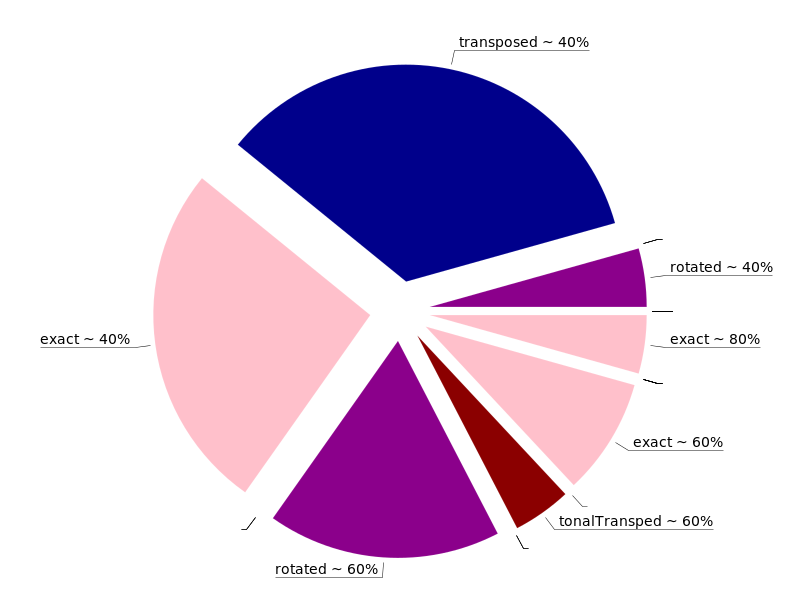 transposed ~ 40%
rotated ~ 40%
exact ~ 40%
exact ~ 80%
exact ~ 60%
tonalTransped ~ 60%
rotated ~ 60%